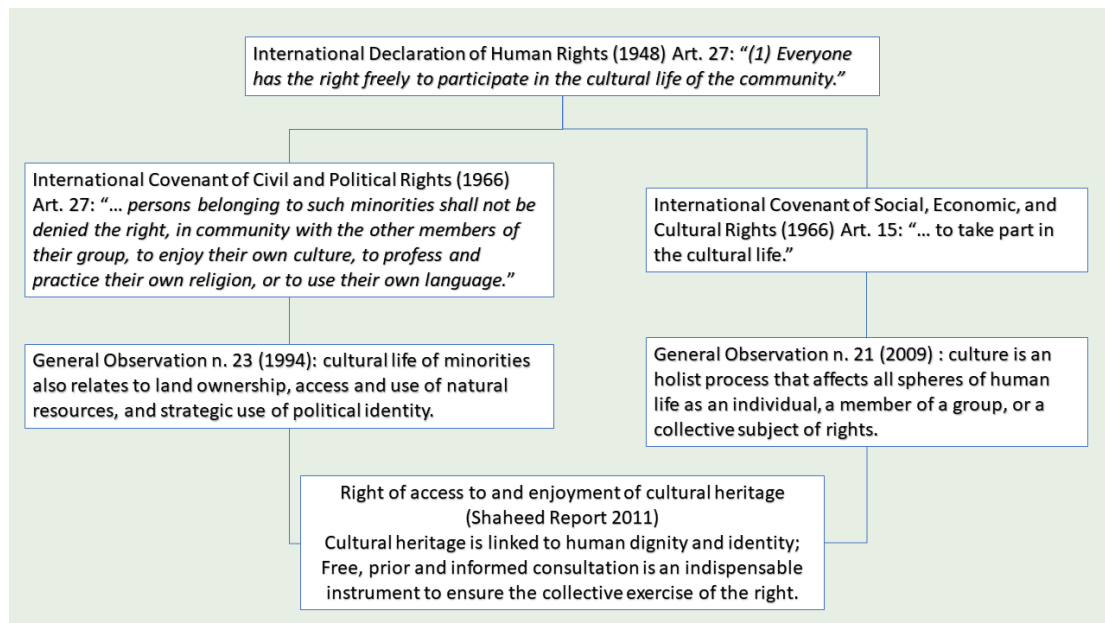 International Declaration of Human Rights (1948) Art. 27: “(1) Everyone
has the right freely to participate in the cultural life of the community.”
International Covenant of Civil and Political Rights (1966)
Art. 27: “… persons belonging to such minorities shall not be
denied the right, in community with the other members of
their group, to enjoy their own culture, to profess and
practice their own religion, or to use their own language.”
International Covenant of Social, Economic, and
Cultural Rights (1966) Art. 15: “… to take part in
the cultural life.”
General Observation n. 23 (1994): cultural life of minorities
also relates to land ownership, access and use of natural
resources, and strategic use of political identity.
General Observation n. 21 (2009) : culture is an
holist process that affects all spheres of human
life as an individual, a member of a group, or a
collective subject of rights.
Right of access to and enjoyment of cultural heritage
(Shaheed Report 2011)
Cultural heritage is linked to human dignity and identity;
Free, prior and informed consultation is an indispensable
instrument to ensure the collective exercise of the right.